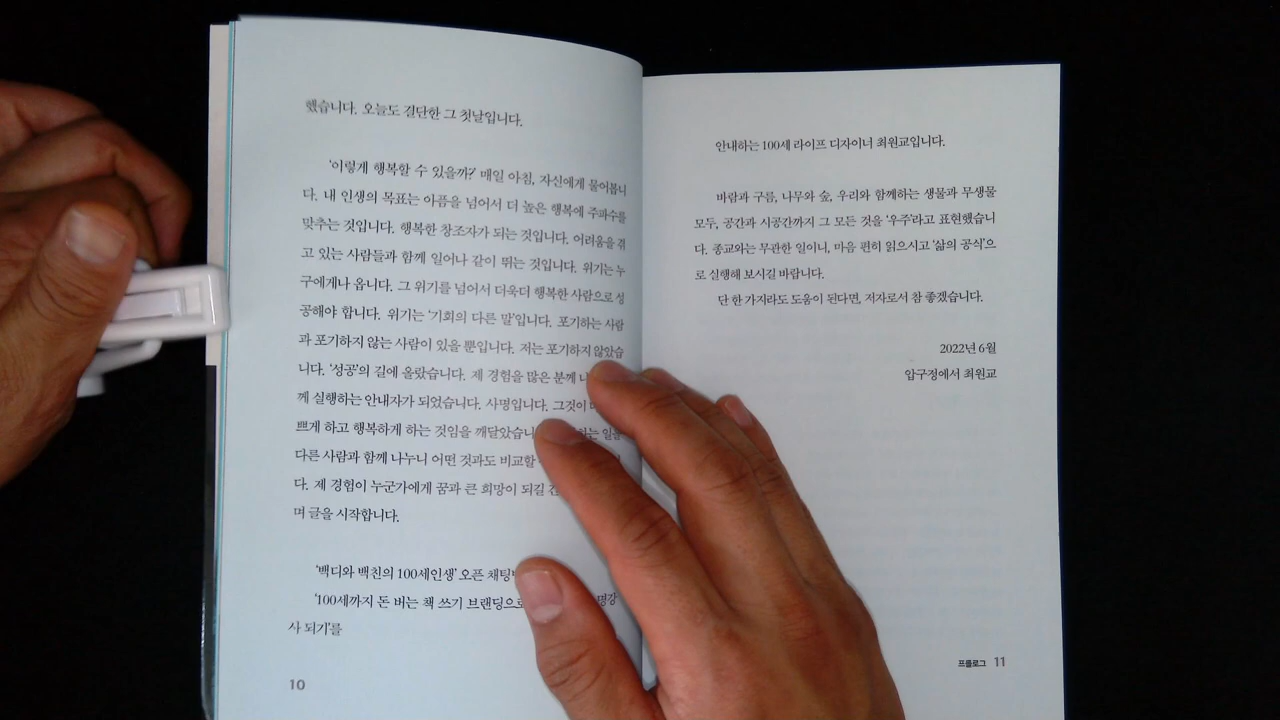 했습니다. 오늘도 결단한 그 첫날입니다.
'이렇게 행복할 수 있을까?' 매일 아침, 자신에게 물어봅니
다. 내 인생의 목표는 아픔을 넘어서 더 높은 행복에 주파수를
맞추는 것입니다. 행복한 창조자가 되는 것입니다. 어려움을 겪
고 있는 사람들과 함께 일어나 같이 뛰는 것입니다. 위기는 누
구에게나 옵니다. 그 위기를 넘어서 더욱더 행복한 사람으로 성
공해야 합니다. 위기는 '기회의 다른 말'입니다. 포기하는 사람
과 포기하지 않는 사람이 있을 뿐입니다. 저는 포기하지 않았습
니다. '성공'의 길에 올랐습니다. 제 경험을 많은 분께
께 실행하는 안내자가 되었습니다. 사명입니다. 그것이
쁘게 하고 행복하게 하는 것임을 깨달았습니 일을
다른 사람과 함께 나누니 어떤 것과도 비교할
다. 제 경험이 누군가에게 꿈과 큰 희망이 되길
며 글을 시작합니다.
'백디와 백친의 100세인생' 오픈
'100세까지 돈 버는 책 쓰기 브랜딩으로 명강
사 되기'를
10
안내하는 100세 라이프 디자이너 최원교입니다.
바람과 구름, 나무와 숲, 우리와 함께하는 생물과 무생물
모두, 공간과 시공간까지 그 모든 것을 '우주'라고 표현했습니
다. 종교와는 무관한 일이니, 마음 편히 읽으시고 '삶의 공식'으
로 실행해 보시길 바랍니다.
단 한 가지라도 도움이 된다면, 저자로서 참 좋겠습니다.
2022년 6월
압구정에서 최원교
프롤로그 11